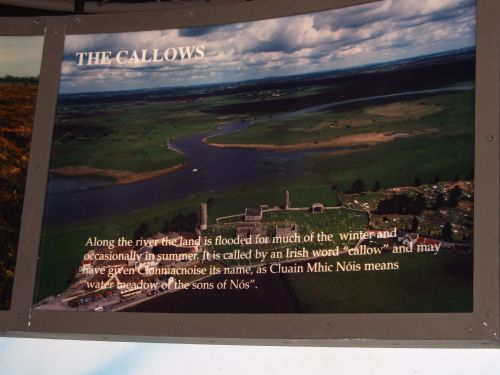 THE CALLOWS
Along the river the land is flooded for much of the winter and
occasionally in summer. It is called by an Irish word "callow" and may
have given Clonmacnoise its name, as Cluain Mhic Nóis means
"water meadow of the sons of Nós".